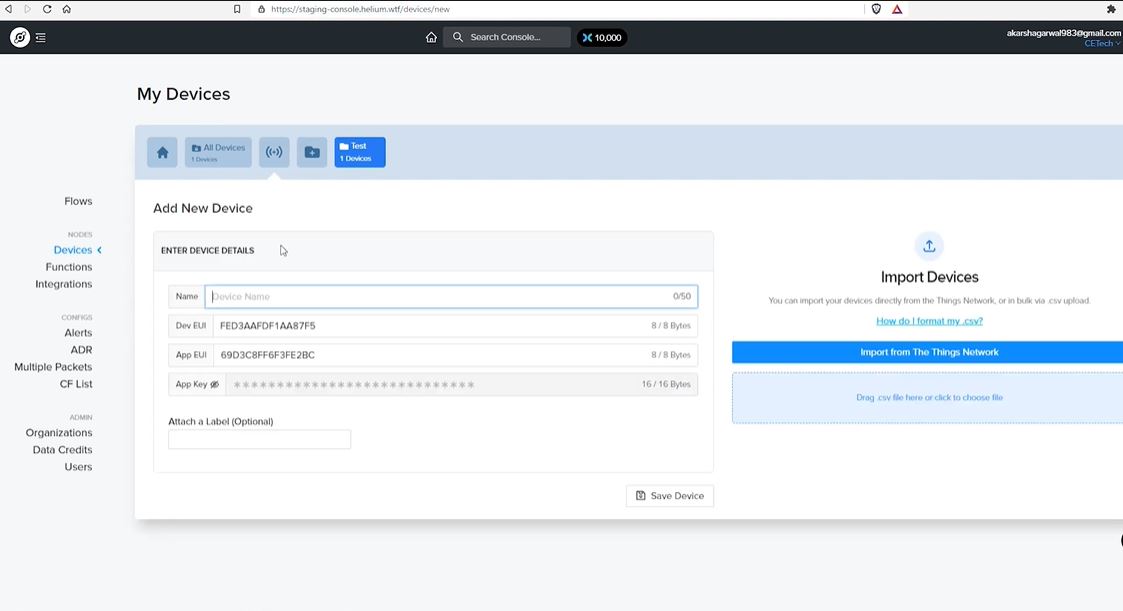 https://staging-console.helium.wtf/devices/new
Search Console...
10,000
akarshagarwal983@gmail.com
CETech
My Devices
All Devices
1 Devices
Test
1 Devices
Flows
NODES
Devices
Functions
Integrations
CONFIGS
Alerts
ADR
Multiple Packets
CF List
ADMIN
Organizations
Data Credits
Users
Add New Device
ENTER DEVICE DETAILS
Name Device Name 0/50
Dev EUI FED3AAFDF1AA87F5 8 / 8 Bytes
App EUI 69D3C8FF6F3FE2BC 8 / 8 Bytes
App Key ✳✳✳✳✳✳✳✳✳✳✳✳✳✳✳✳✳✳✳✳✳✳✳✳✳✳✳✳ 16 / 16 Bytes
Attach a Label (Optional)
Save Device
Import Devices
You can import your devices directly from the Things Network, or in bulk via .csv upload.
How do I format my .csv?
Import from The Things Network
Drag .csv file here or click to choose file